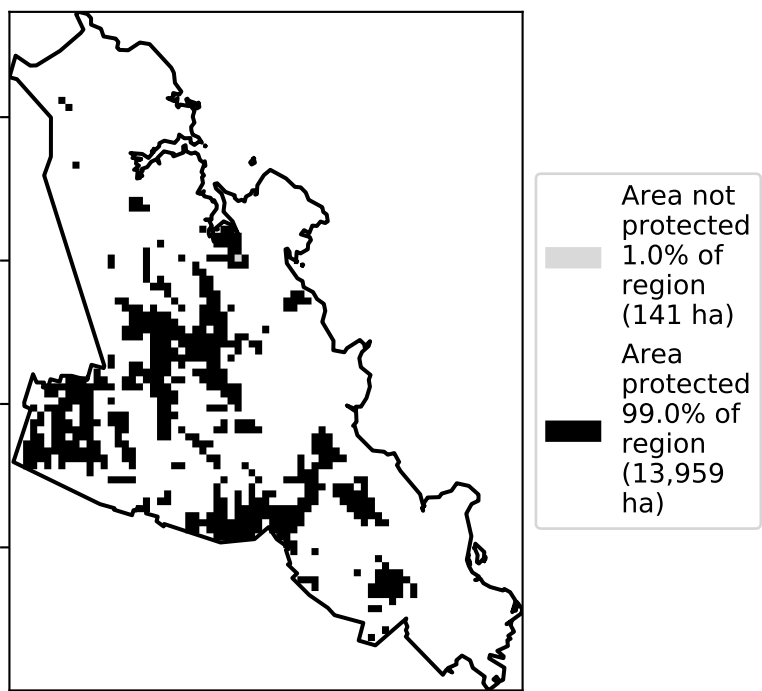 Area not
protected
1.0% of
region
(141 ha)
Area
protected
99.0% of
region
(13,959
ha)